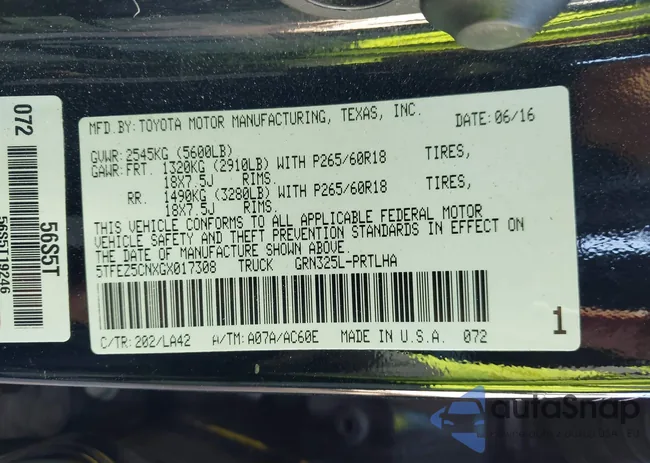 MFD.BY:TOYOTA MOTOR MANUFACTURING, TEXAS, INC. DATE:06/16
GVWR:2545KG (5600LB)
GAWR:FRT. 1320KG (2910LB) WITH P265/60R18 TIRES,
18X7.5J RIMS.
RR. 1490KG (3280LB) WITH P265/60R18 TIRES,
18X7.5J RIMS.
THIS VEHICLE CONFORMS TO ALL APPLICABLE FEDERAL MOTOR
VEHICLE SAFETY AND THEFT PREVENTION STANDARDS IN EFFECT ON
THE DATE OF MANUFACTURE SHOWN ABOVE.
5TFEZ5CNXGX017308 TRUCK GRN325L-PRTLHA
C/TR:202/LA42 A/TM:A07A/AC60E MADE IN U.S.A. 072
1
072
56S5T
56S5T119246
autoSnap